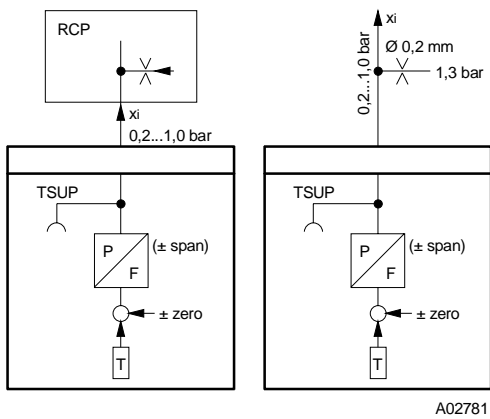 RCP
xi
0,2...1,0 bar
TSUP
P
F
(± span)
± zero
T
xi
0,2...1,0 bar
Ø 0,2 mm
1,3 bar
TSUP
P
F
(± span)
± zero
T
A02781